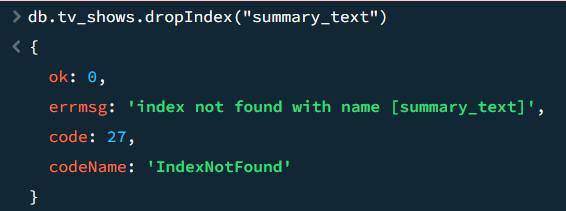 > db.tv_shows.dropIndex("summary_text")
< {
ok: 0,
errmsg: 'index not found with name [summary_text]',
code: 27,
codeName: 'IndexNotFound'
}